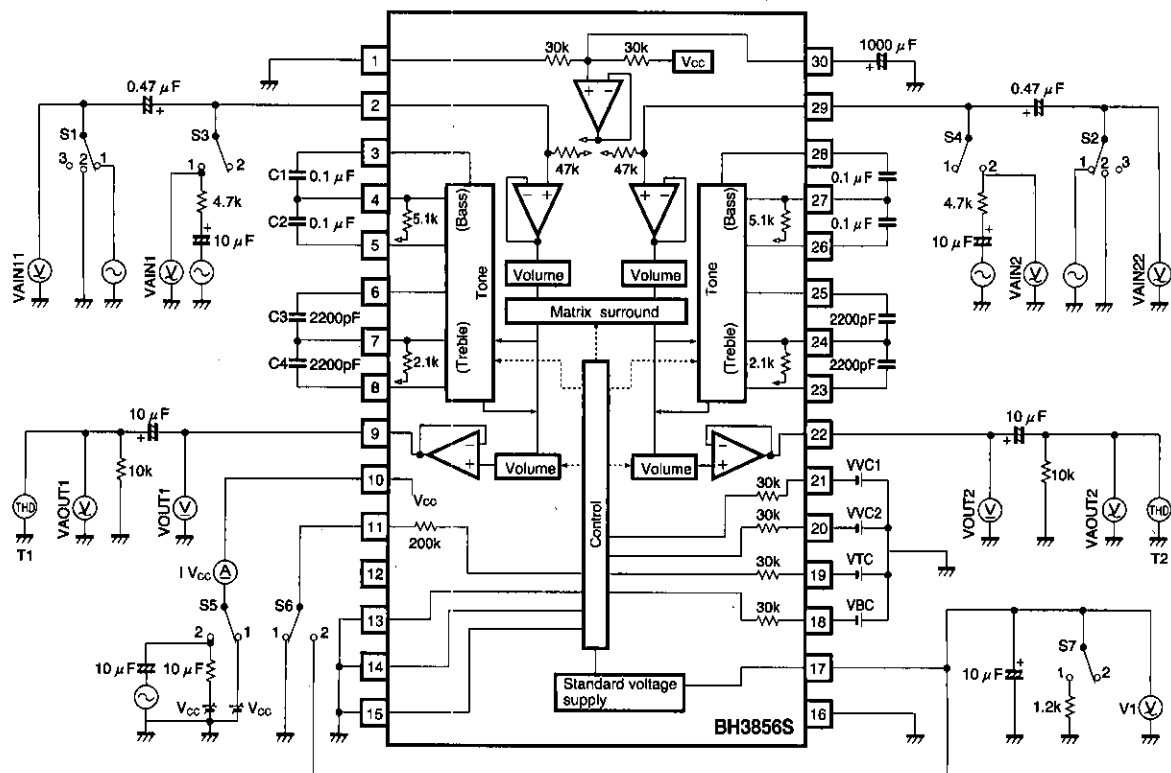 30k
30k
VCC
1000 μF
+
1
30
0.47 μF
+
2
29
0.47 μF
+
S1
3
2
1
S3
1
2
47k
47k
S4
1
2
S2
1
2
3
3
28
C1
0.1 μF
0.1 μF
4
27
4.7k
C2
0.1 μF
5.1k
(Bass)
(Bass)
5.1k
0.1 μF
4.7k
+
10 μF
+
10 μF
5
26
VAIN11
V
VAIN1
V
Volume
Volume
VAIN2
V
VAIN22
V
6
Tone
Tone
25
C3
2200pF
Matrix surround
2200pF
7
24
C4
2200pF
2.1k
(Treble)
(Treble)
2.1k
2200pF
8
23
10 μF
+
9
22
10 μF
+
Volume
Volume
THD
T1
VAOUT1
V
10k
VOUT1
V
10
VCC
30k
21
VVC1
VOUT2
V
10k
VAOUT2
V
THD
T2
11
200k
30k
20
VVC2
Control
I VCC
A
12
30k
19
VTC
S5
2
1
S6
1
2
13
30k
18
VBC
10 μF
10 μF
VCC
VCC
14
17
10 μF
+
S7
1
2
1.2k
V1
V
15
Standard voltage
supply
16
BH3856S